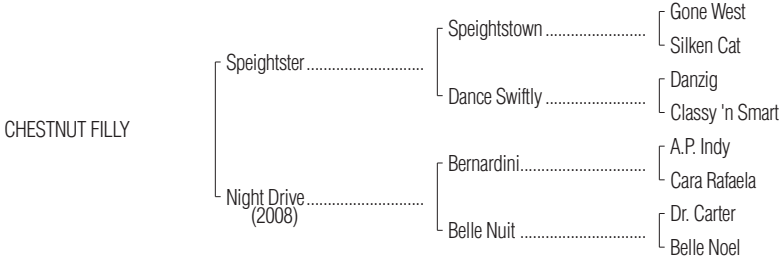 Gone West
Speightstown ........................
Silken Cat
Speightster ............................
Danzig
Dance Swiftly ........................
Classy 'n Smart
CHESTNUT FILLY
A.P. Indy
Bernardini..............................
Cara Rafaela
Night Drive ............................
(2008)
Dr. Carter
Belle Nuit ..............................
Belle Noel